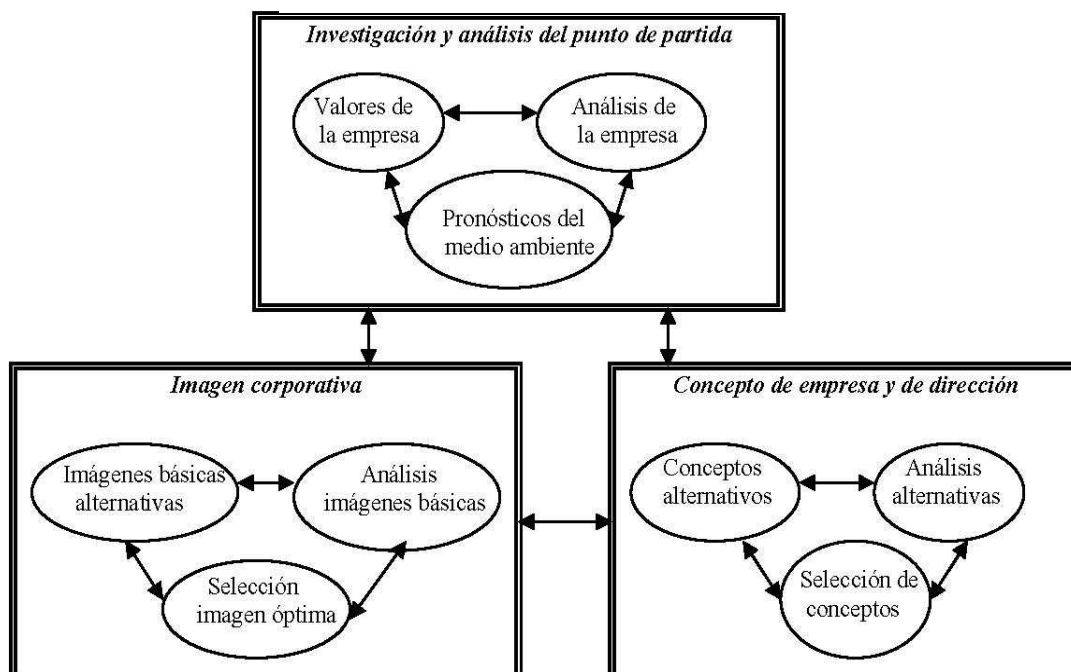 Investigación y análisis del punto de partida
Valores de
la empresa
Análisis de
la empresa
Pronósticos del
medio ambiente
Imagen corporativa
Imágenes básicas
alternativas
Análisis
imágenes básicas
Selección
imagen óptima
Concepto de empresa y de dirección
Conceptos
alternativos
Análisis
alternativas
Selección de
conceptos